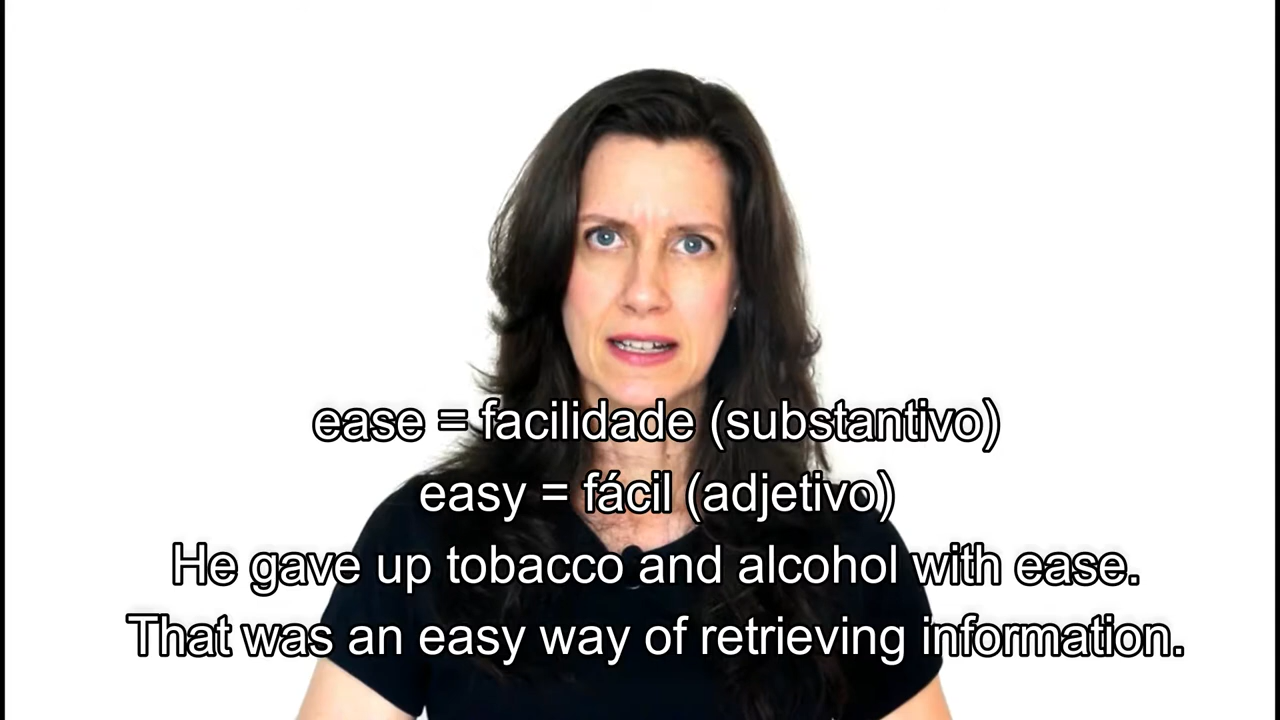 ease = facilidade (substantivo)
easy = fácil (adjetivo)
He gave up tobacco and alcohol with ease.
That was an easy way of retrieving information.